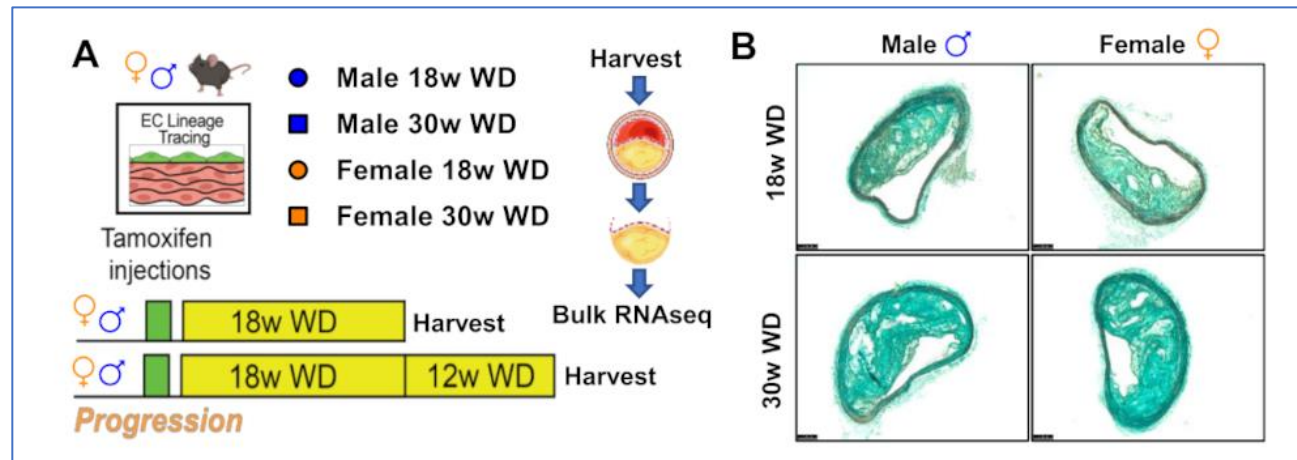 A
♀ ♂
EC Lineage
Tracing
Tamoxifen
injections
Male 18w WD
Male 30w WD
Female 18w WD
Female 30w WD
Harvest
Bulk RNAseq
♀♂ 18w WD Harvest
♀♂ 18w WD 12w WD Harvest
Progression
B
Male ♂ Female ♀
18w WD
30w WD